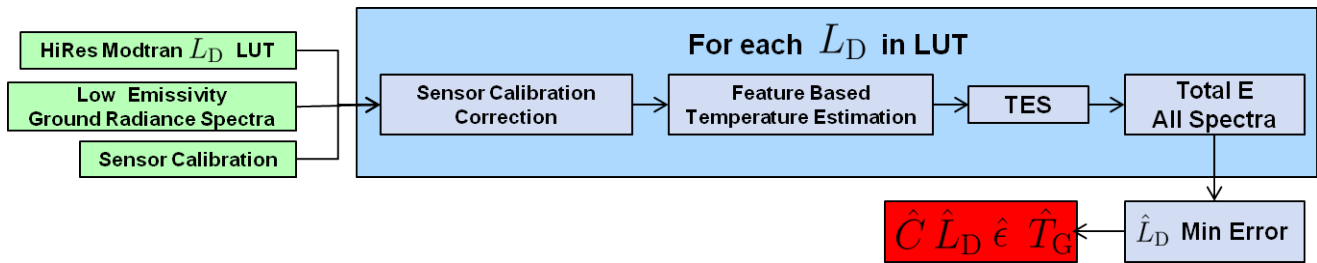 HiRes Modtran L_D LUT
Low Emissivity
Ground Radiance Spectra
Sensor Calibration
For each L_D in LUT
Sensor Calibration
Correction
Feature Based
Temperature Estimation
TES
Total E
All Spectra
L̂_D Min Error
Ĉ L̂_D ε̂ T̂_G